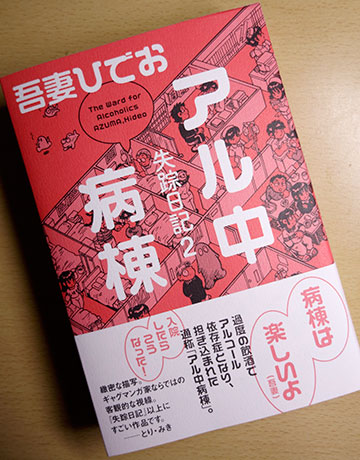 吾妻ひでお
The Ward for
Alcoholics
AZUMA,Hideo
アル中
病棟
失踪日記2
病棟は
楽しいよ
(吾妻)
過度の飲酒で
アルコール
依存症となり、
担ぎ込まれた
通称「アル中病棟」。
入院
したら
こう
なった!
緻密な描写。
ギャグマンガ家ならではの
客観的な視線。
『失踪日記』以上に
すごい作品です。
――とり・みき